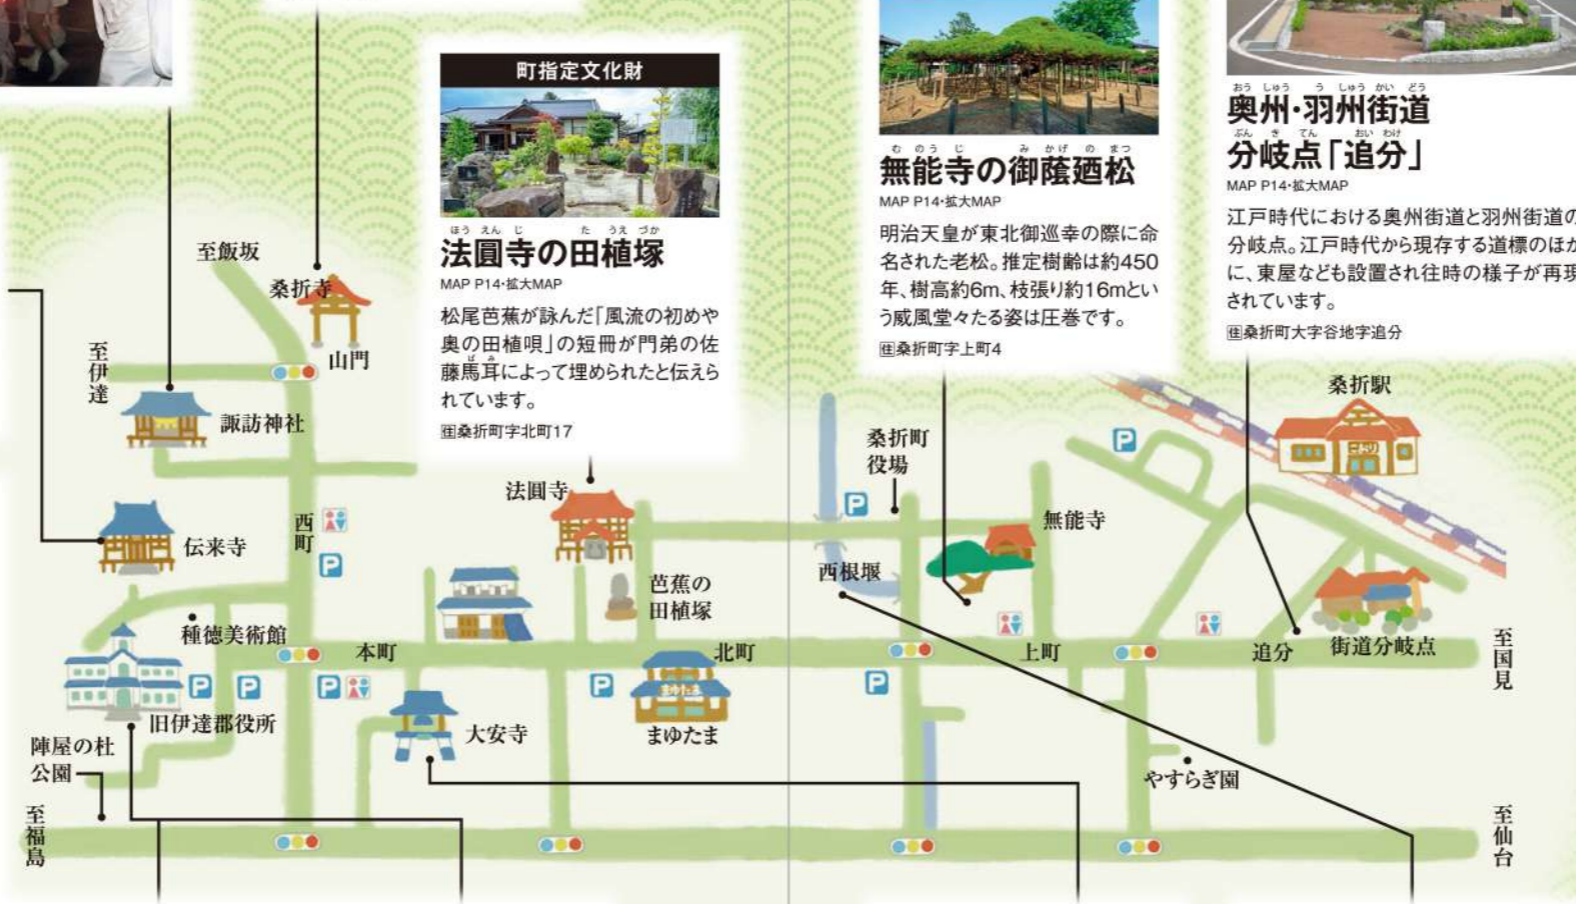 町指定文化財
ほうえんじ たうえづか
法圓寺の田植塚
MAP P14・拡大MAP
松尾芭蕉が詠んだ「風流の初めや
奥の田植唄」の短冊が門弟の佐
ばみ
藤馬耳によって埋められたと伝えら
れています。
住桑折町字北町17
むのうじ みかげのまつ
無能寺の御蔭廼松
MAP P14・拡大MAP
明治天皇が東北御巡幸の際に命
名された老松。推定樹齢は約450
年、樹高約6m、枝張り約16mとい
う威風堂々たる姿は圧巻です。
住桑折町字上町4
おうしゅう うしゅうかいどう
奥州・羽州街道
ぶんきてん おいわけ
分岐点「追分」
MAP P14・拡大MAP
江戸時代における奥州街道と羽州街道の
分岐点。江戸時代から現存する道標のほか
に、東屋なども設置され往時の様子が再現
されています。
住桑折町大字谷地字追分
至飯坂
桑折寺
山門
至伊達
諏訪神社
伝来寺
西町
P
種徳美術館
本町
旧伊達郡役所
P
P
P
陣屋の杜
公園
至福島
法圓寺
芭蕉の
田植塚
大安寺
P
北町
まゆたま
まゆたま
桑折町
役場
P
西根堰
無能寺
P
上町
P
桑折駅
追分
街道分岐点
やすらぎ園
至国見
至仙台